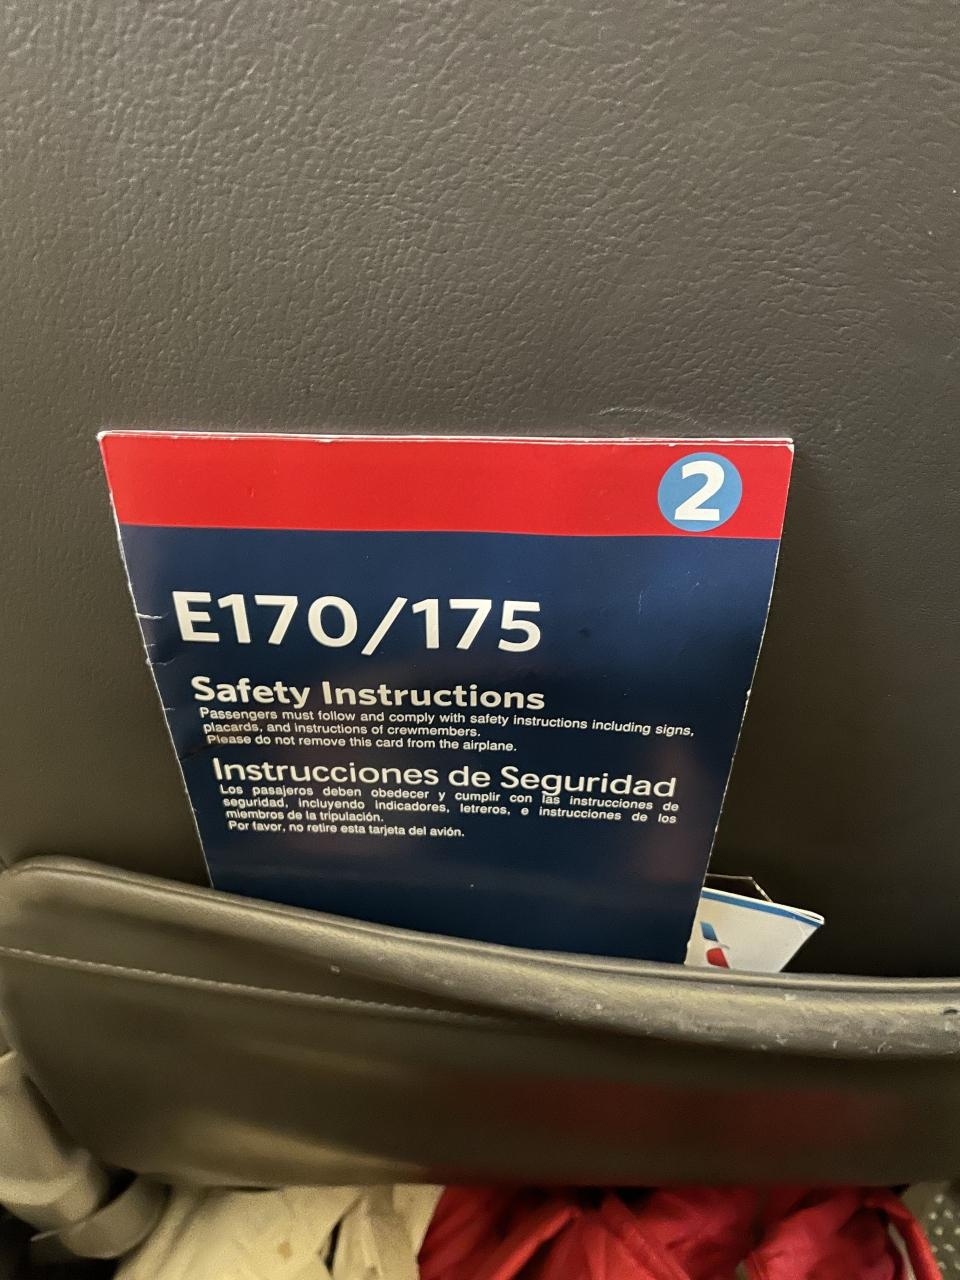 2
E170/175
Safety Instructions
Passengers must follow and comply with safety instructions including signs,
placards, and instructions of crewmembers.
Please do not remove this card from the airplane.
Instrucciones de Seguridad
Los pasajeros deben obedecer y cumplir con las instrucciones de
seguridad, incluyendo indicadores, letreros, e instrucciones de los
miembros de la tripulación.
Por favor, no retire esta tarjeta del avión.